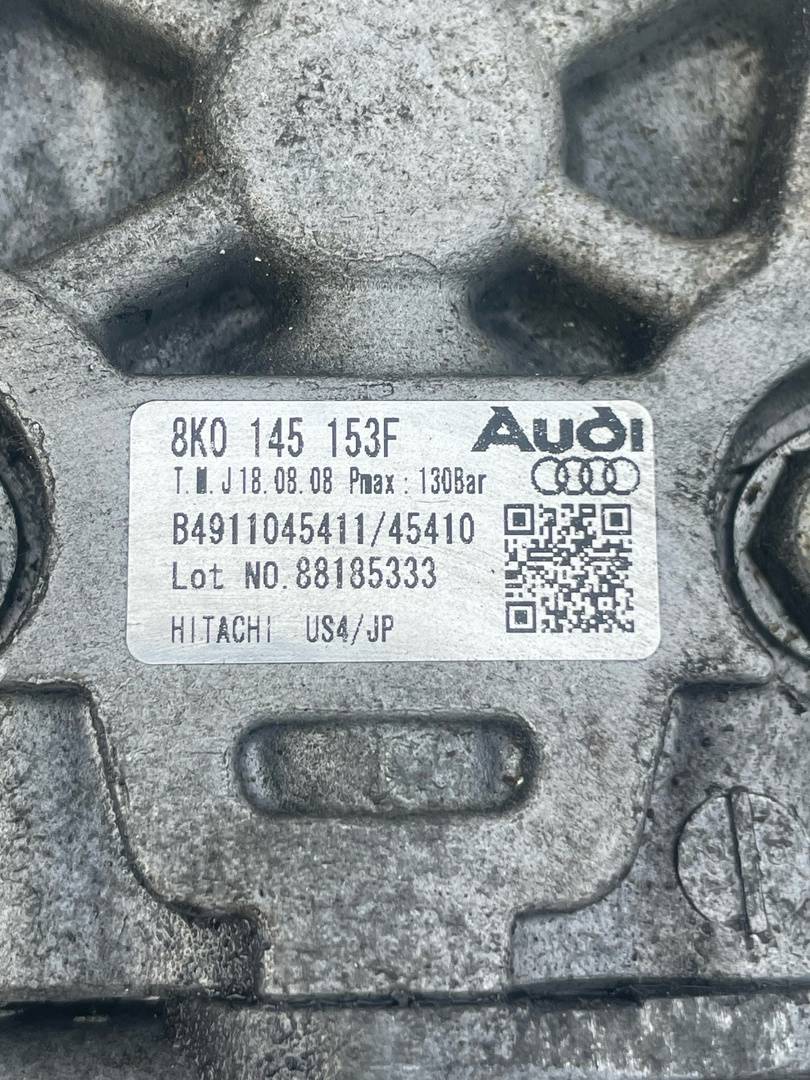 8K0 145 153F
Audi
T.M.J 18.08.08 Pmax : 130Bar
B4911045411/45410
Lot NO.88185333
HITACHI US4/JP